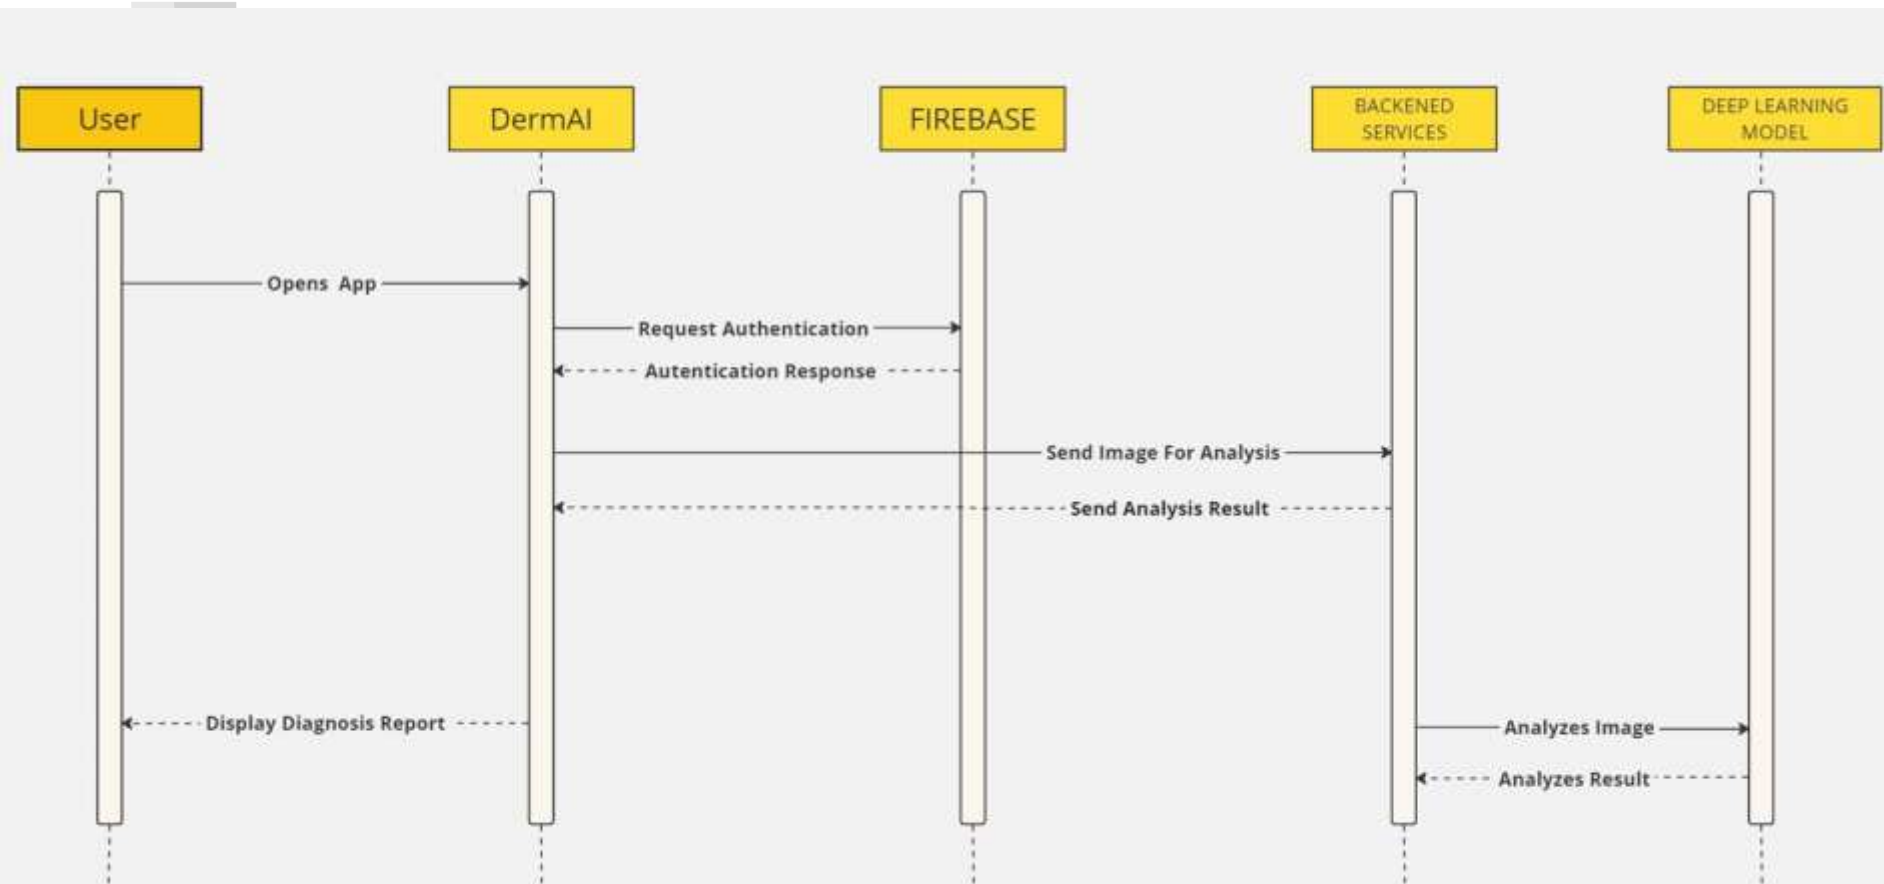 User
DermAI
FIREBASE
BACKENED
SERVICES
DEEP LEARNING
MODEL
Opens App
Request Authentication
Autentication Response
Send Image For Analysis
Send Analysis Result
Display Diagnosis Report
Analyzes Image
Analyzes Result